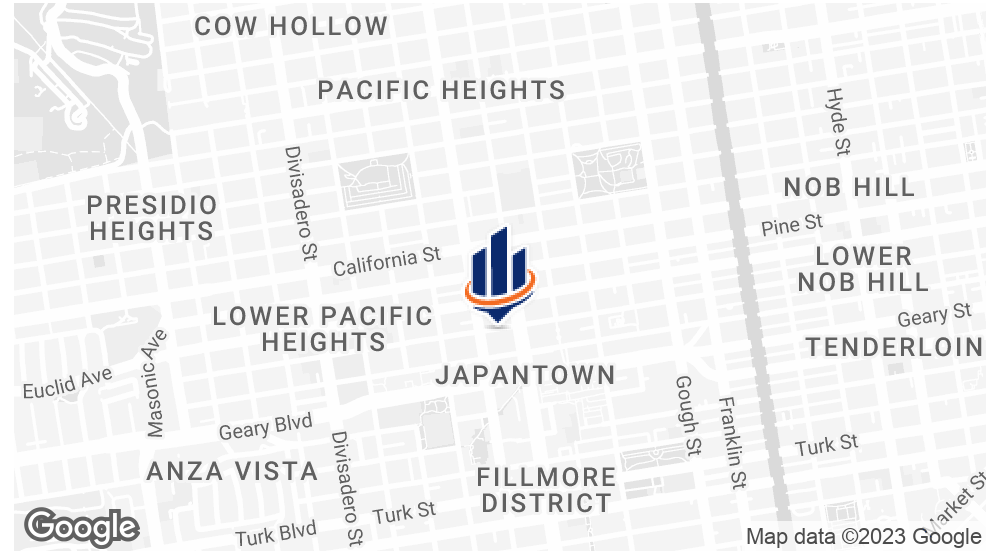 COW HOLLOW
PACIFIC HEIGHTS
Hyde St
Divisadero St
NOB HILL
PRESIDIO
HEIGHTS
Pine St
California St
LOWER
NOB HILL
LOWER PACIFIC
HEIGHTS
Geary St
TENDERLOIN
Masonic Ave
Euclid Ave
JAPANTOWN
Gough St
Franklin St
Geary Blvd
Divisadero St
Turk St
ANZA VISTA
FILLMORE
DISTRICT
Market St
Turk St
Turk Blvd
Google
Map data ©2023 Google